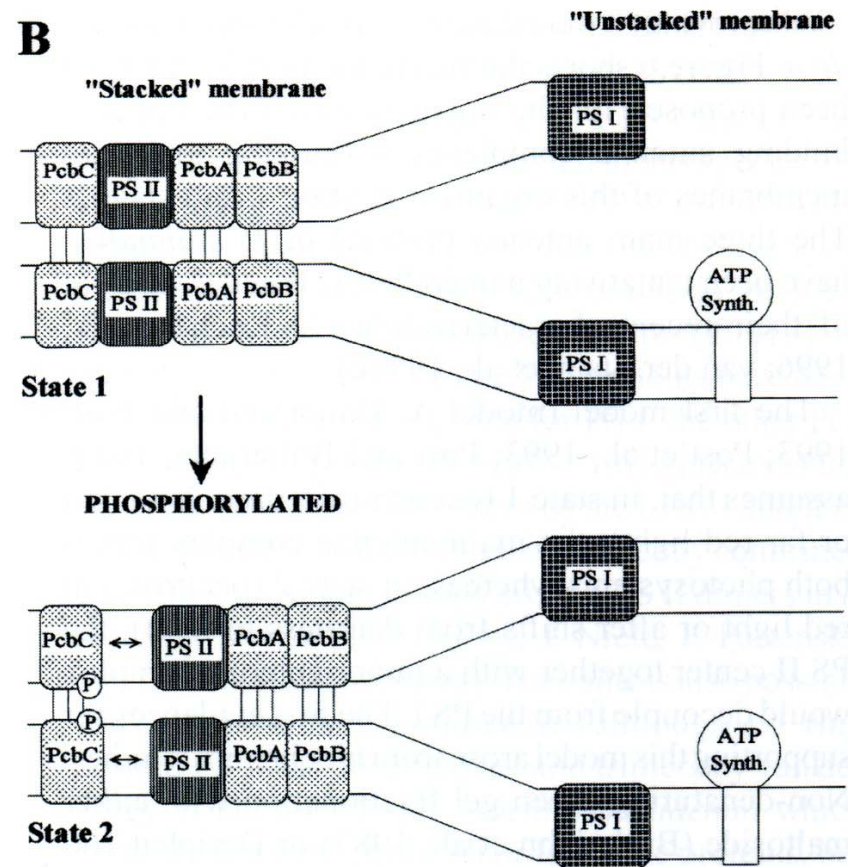 B
"Unstacked" membrane
"Stacked" membrane
PS I
PcbC PS II PcbA PcbB
PcbC PS II PcbA PcbB
ATP
Synth.
PS I
State 1
PHOSPHORYLATED
PS I
PcbC PS II PcbA PcbB
P
P
PcbC PS II PcbA PcbB
ATP
Synth.
PS I
State 2